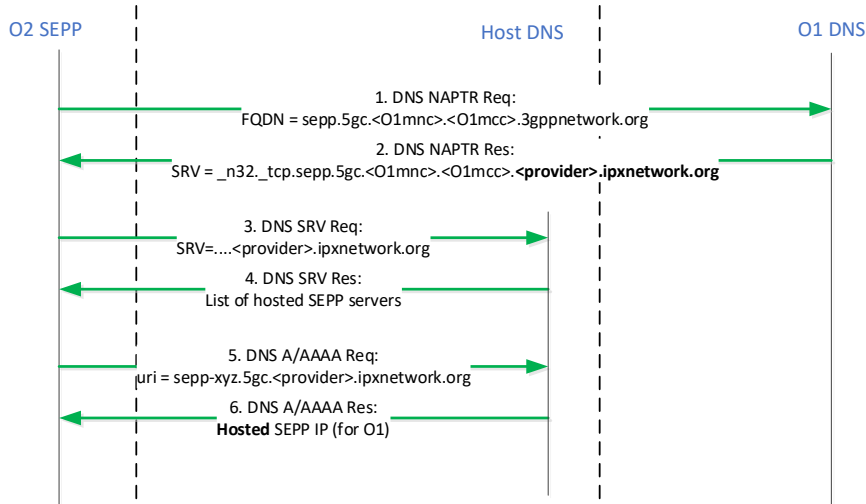 O2 SEPP
Host DNS
O1 DNS
1. DNS NAPTR Req:
FQDN = sepp.5gc.<O1mnc>.<O1mcc>.3gppnetwork.org
2. DNS NAPTR Res:
SRV = _n32._tcp.sepp.5gc.<O1mnc>.<O1mcc>.<provider>.ipxnetwork.org
3. DNS SRV Req:
SRV=....<provider>.ipxnetwork.org
4. DNS SRV Res:
List of hosted SEPP servers
5. DNS A/AAAA Req:
uri = sepp-xyz.5gc.<provider>.ipxnetwork.org
6. DNS A/AAAA Res:
Hosted SEPP IP (for O1)